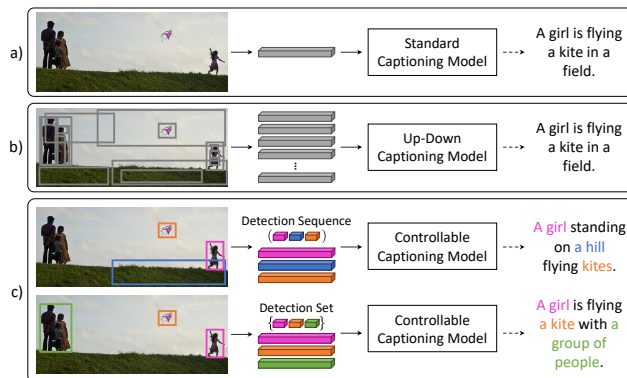 a)
Standard
Captioning Model
A girl is flying
a kite in a
field.
b)
Up-Down
Captioning Model
A girl is flying
a kite in a
field.
c)
Detection Sequence
Controllable
Captioning Model
A girl standing
on a hill
flying kites.
Detection Set
Controllable
Captioning Model
A girl is flying
a kite with a
group of
people.